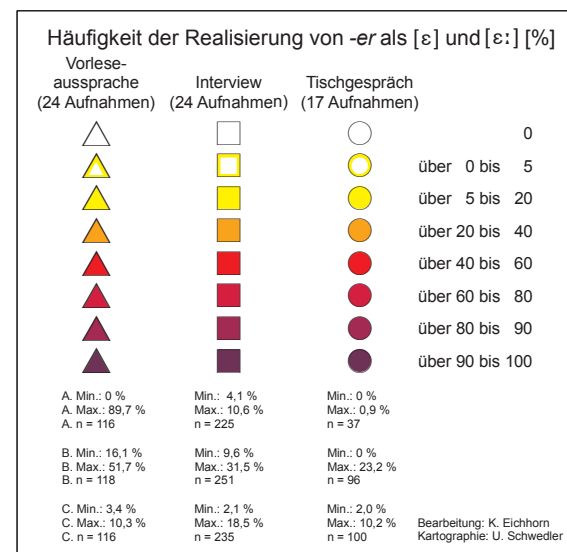 Häufigkeit der Realisierung von -er als [ɛ] und [ɛː] [%]
Vorlese-
aussprache
(24 Aufnahmen)
Interview
(24 Aufnahmen)
Tischgespräch
(17 Aufnahmen)
0
über 0 bis 5
über 5 bis 20
über 20 bis 40
über 40 bis 60
über 60 bis 80
über 80 bis 90
über 90 bis 100
A. Min.: 0 %
A. Max.: 89,7 %
A. n = 116
Min.: 4,1 %
Max.: 10,6 %
n = 225
Min.: 0 %
Max.: 0,9 %
n = 37
B. Min.: 16,1 %
B. Max.: 51,7 %
B. n = 118
Min.: 9,6 %
Max.: 31,5 %
n = 251
Min.: 0 %
Max.: 23,2 %
n = 96
C. Min.: 3,4 %
C. Max.: 10,3 %
C. n = 116
Min.: 2,1 %
Max.: 18,5 %
n = 235
Min.: 2,0 %
Max.: 10,2 %
n = 100
Bearbeitung: K. Eichhorn
Kartographie: U. Schwedler